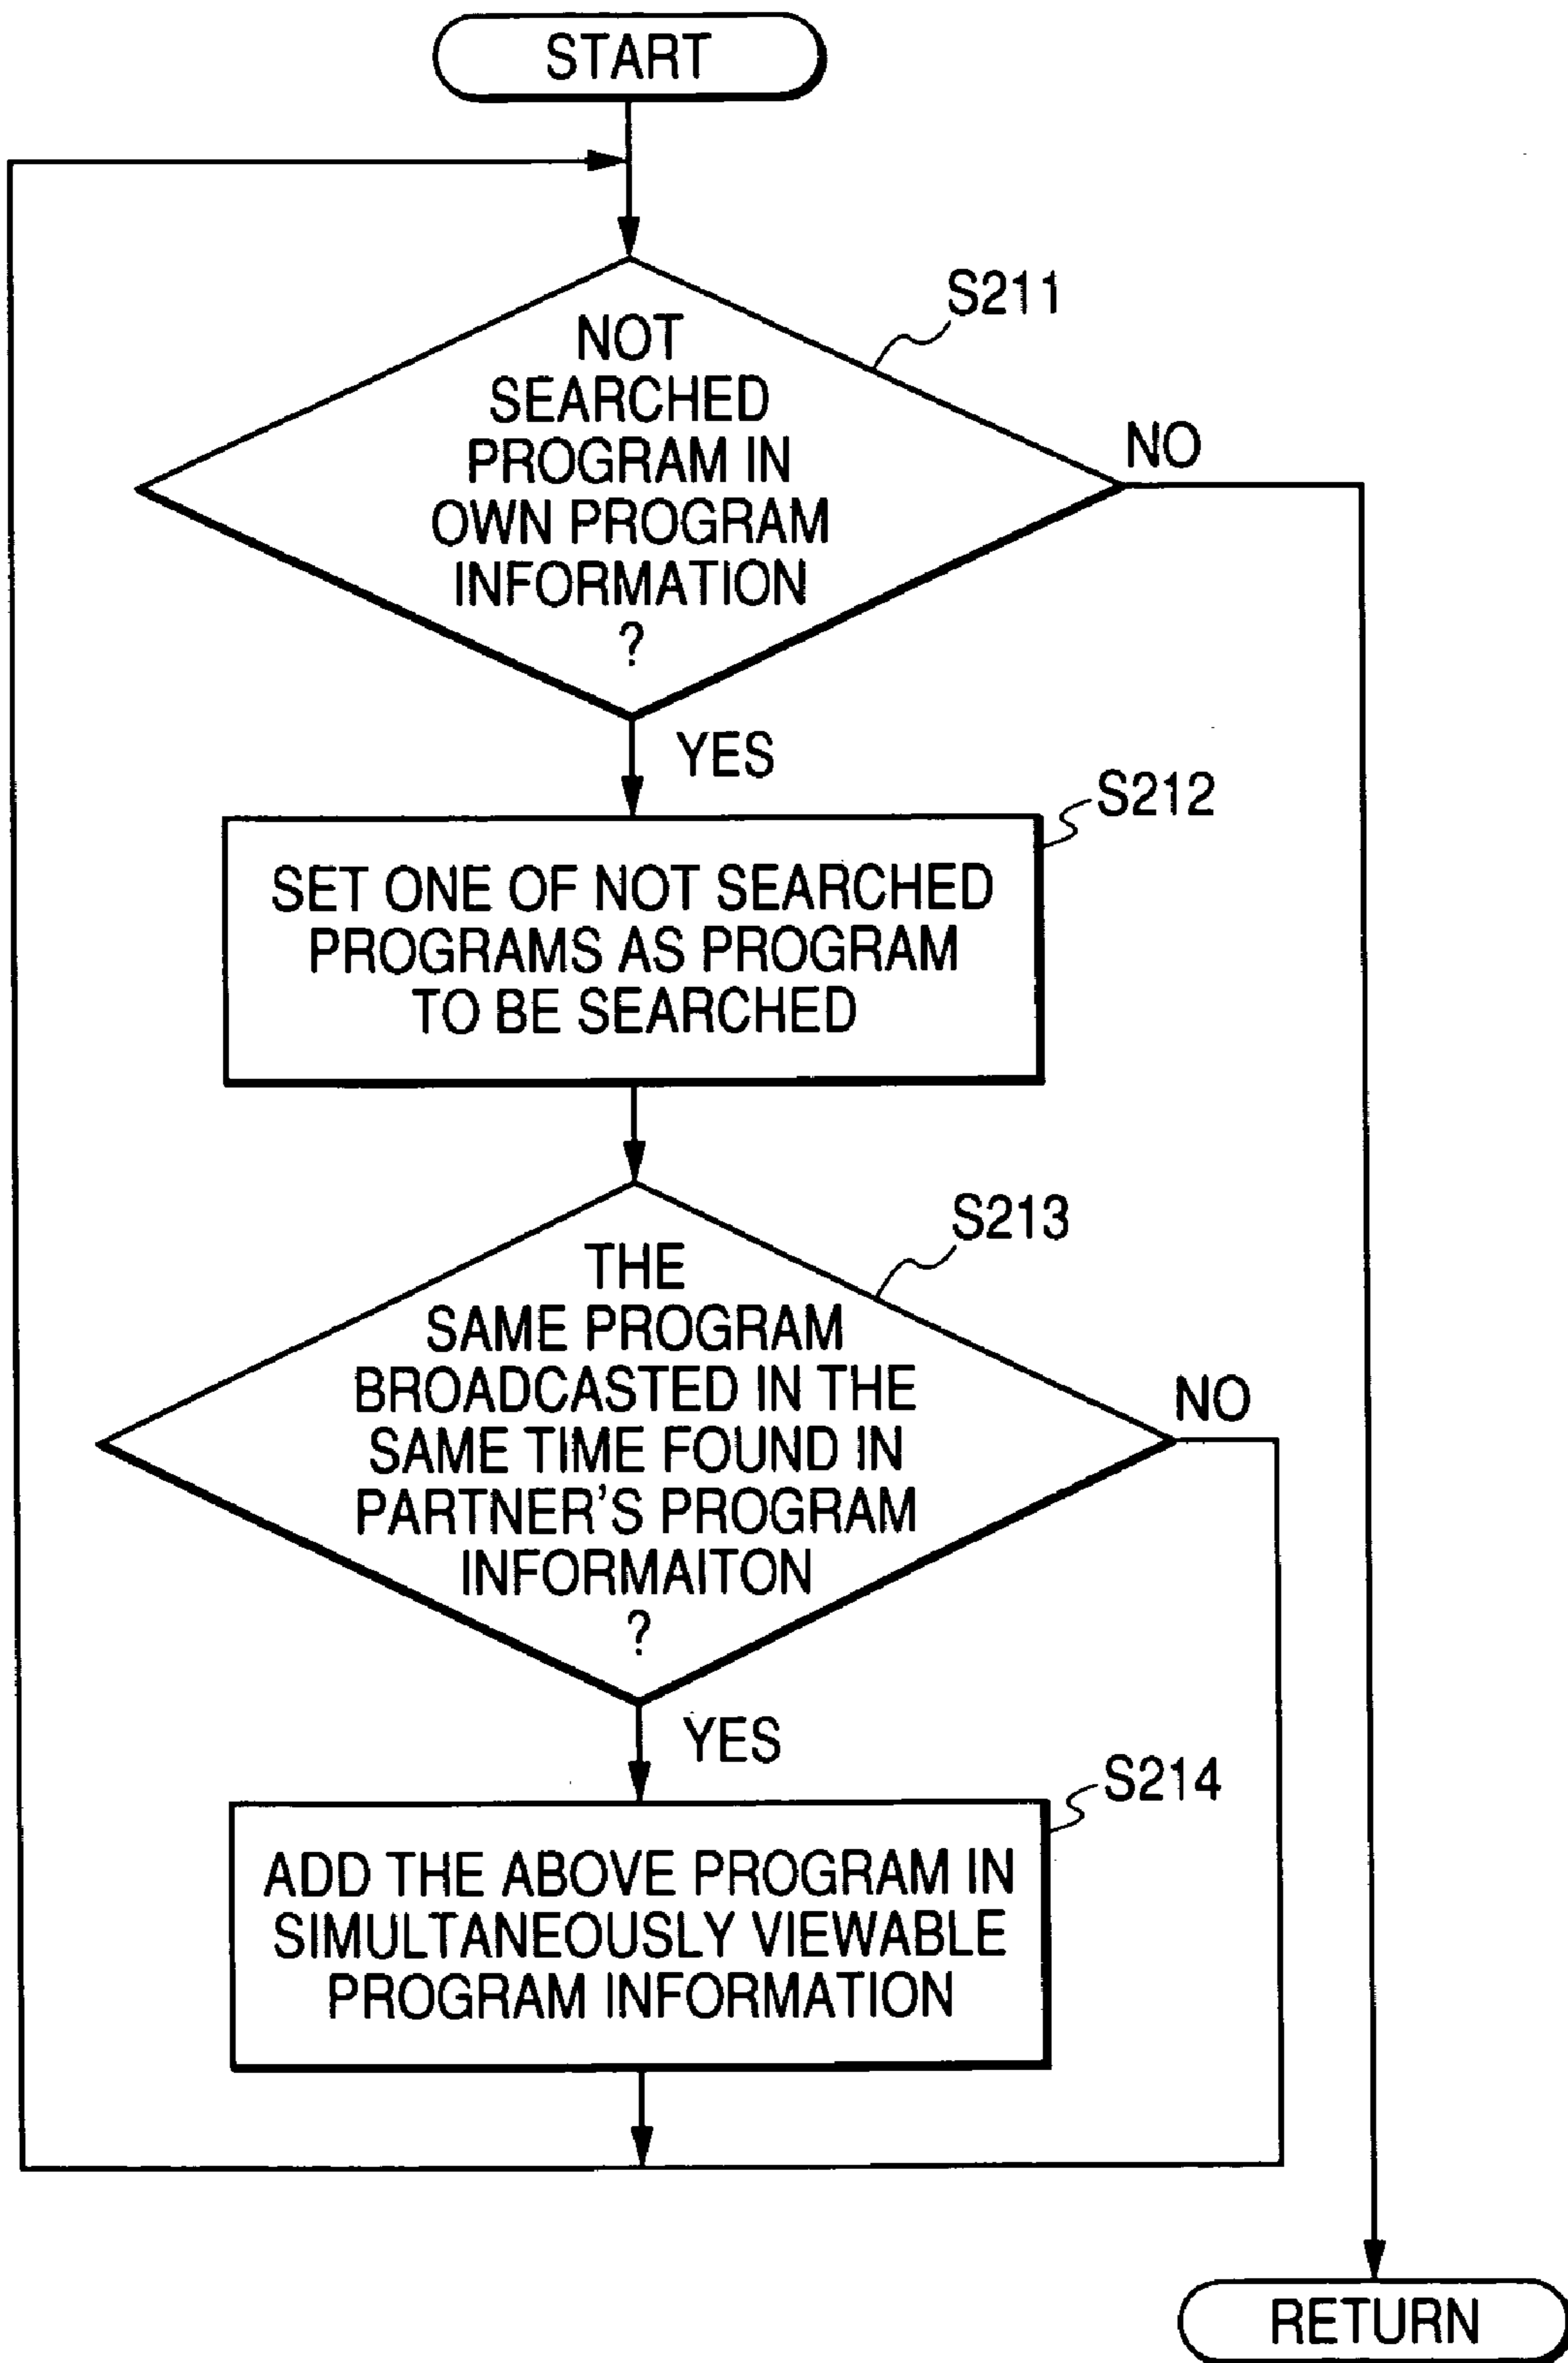 START
S211
NOT
SEARCHED
PROGRAM IN
OWN PROGRAM
INFORMATION
?
NO
YES
S212
SET ONE OF NOT SEARCHED
PROGRAMS AS PROGRAM
TO BE SEARCHED
S213
THE
SAME PROGRAM
BROADCASTED IN THE
SAME TIME FOUND IN
PARTNER'S PROGRAM
INFORMAITON
?
NO
YES
S214
ADD THE ABOVE PROGRAM IN
SIMULTANEOUSLY VIEWABLE
PROGRAM INFORMATION
RETURN